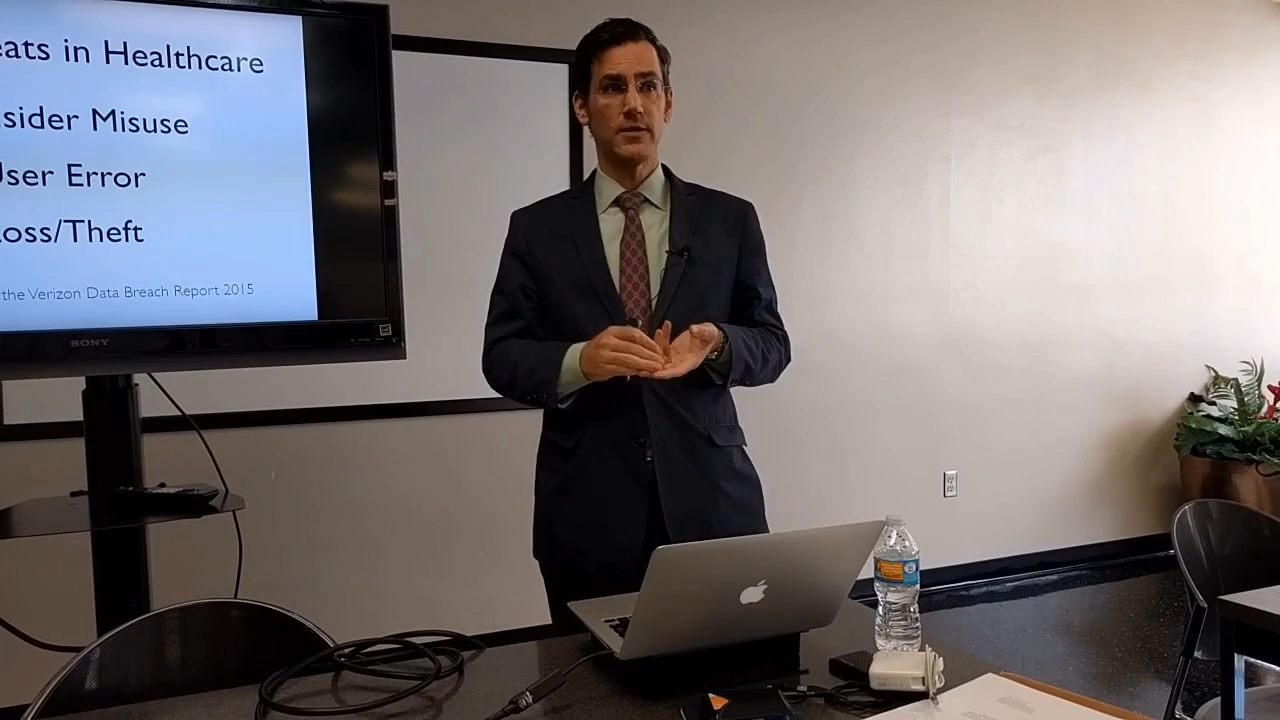 eats in Healthcare
sider Misuse
User Error
oss/Theft
the Verizon Data Breach Report 2015
SONY